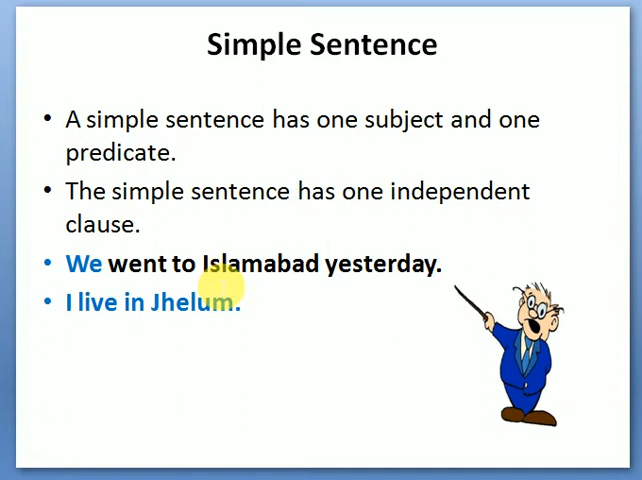 Simple Sentence
• A simple sentence has one subject and one
predicate.
• The simple sentence has one independent
clause.
• We went to Islamabad yesterday.
• I live in Jhelum.